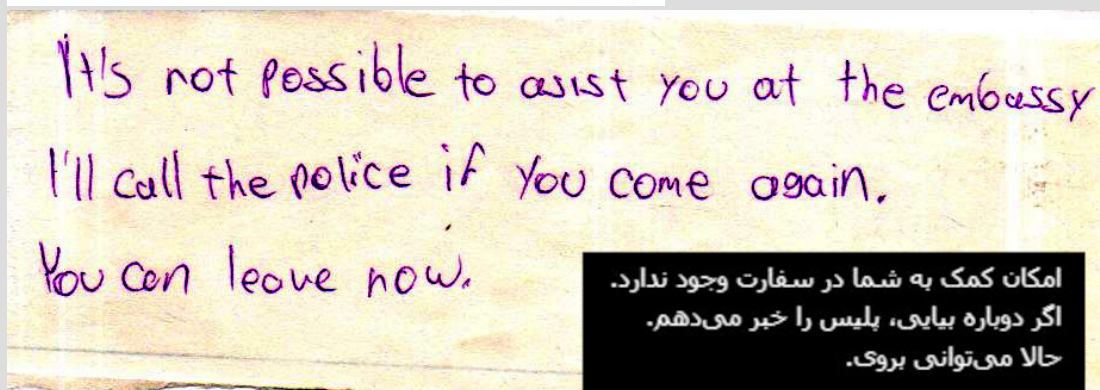 It's not possible to asist you at the embassy
I'll call the police if you come again.
You can leave now.
امکان کمک به شما در سفارت وجود ندارد.
اگر دوباره بیایی، پلیس را خبر می‌دهم.
حالا می‌توانی بروی.